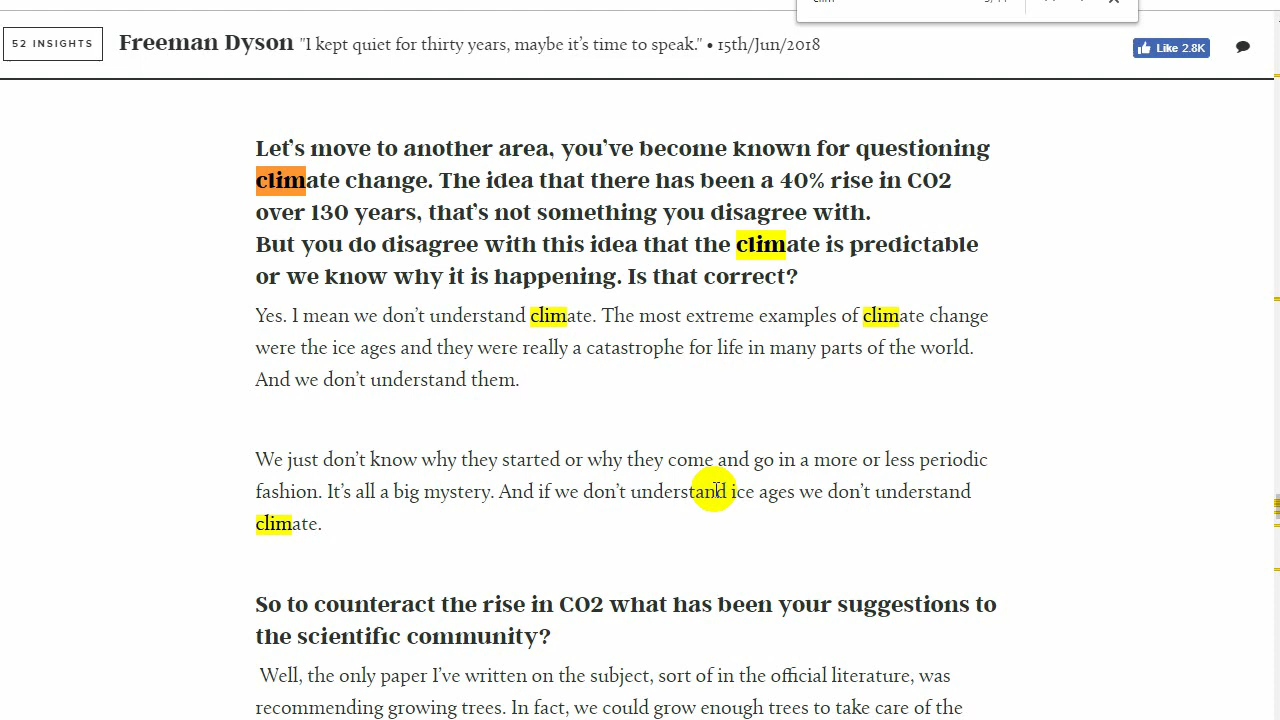 52 INSIGHTS
Freeman Dyson "I kept quiet for thirty years, maybe it's time to speak." • 15th/Jun/2018
Like 2.8K
Let's move to another area, you've become known for questioning
climate change. The idea that there has been a 40% rise in CO2
over 130 years, that's not something you disagree with.
But you do disagree with this idea that the climate is predictable
or we know why it is happening. Is that correct?
Yes. I mean we don't understand climate. The most extreme examples of climate change
were the ice ages and they were really a catastrophe for life in many parts of the world.
And we don't understand them.
We just don't know why they started or why they come and go in a more or less periodic
fashion. It's all a big mystery. And if we don't understand ice ages we don't understand
climate.
So to counteract the rise in CO2 what has been your suggestions to
the scientific community?
Well, the only paper I've written on the subject, sort of in the official literature, was
recommending growing trees. In fact, we could grow enough trees to take care of the